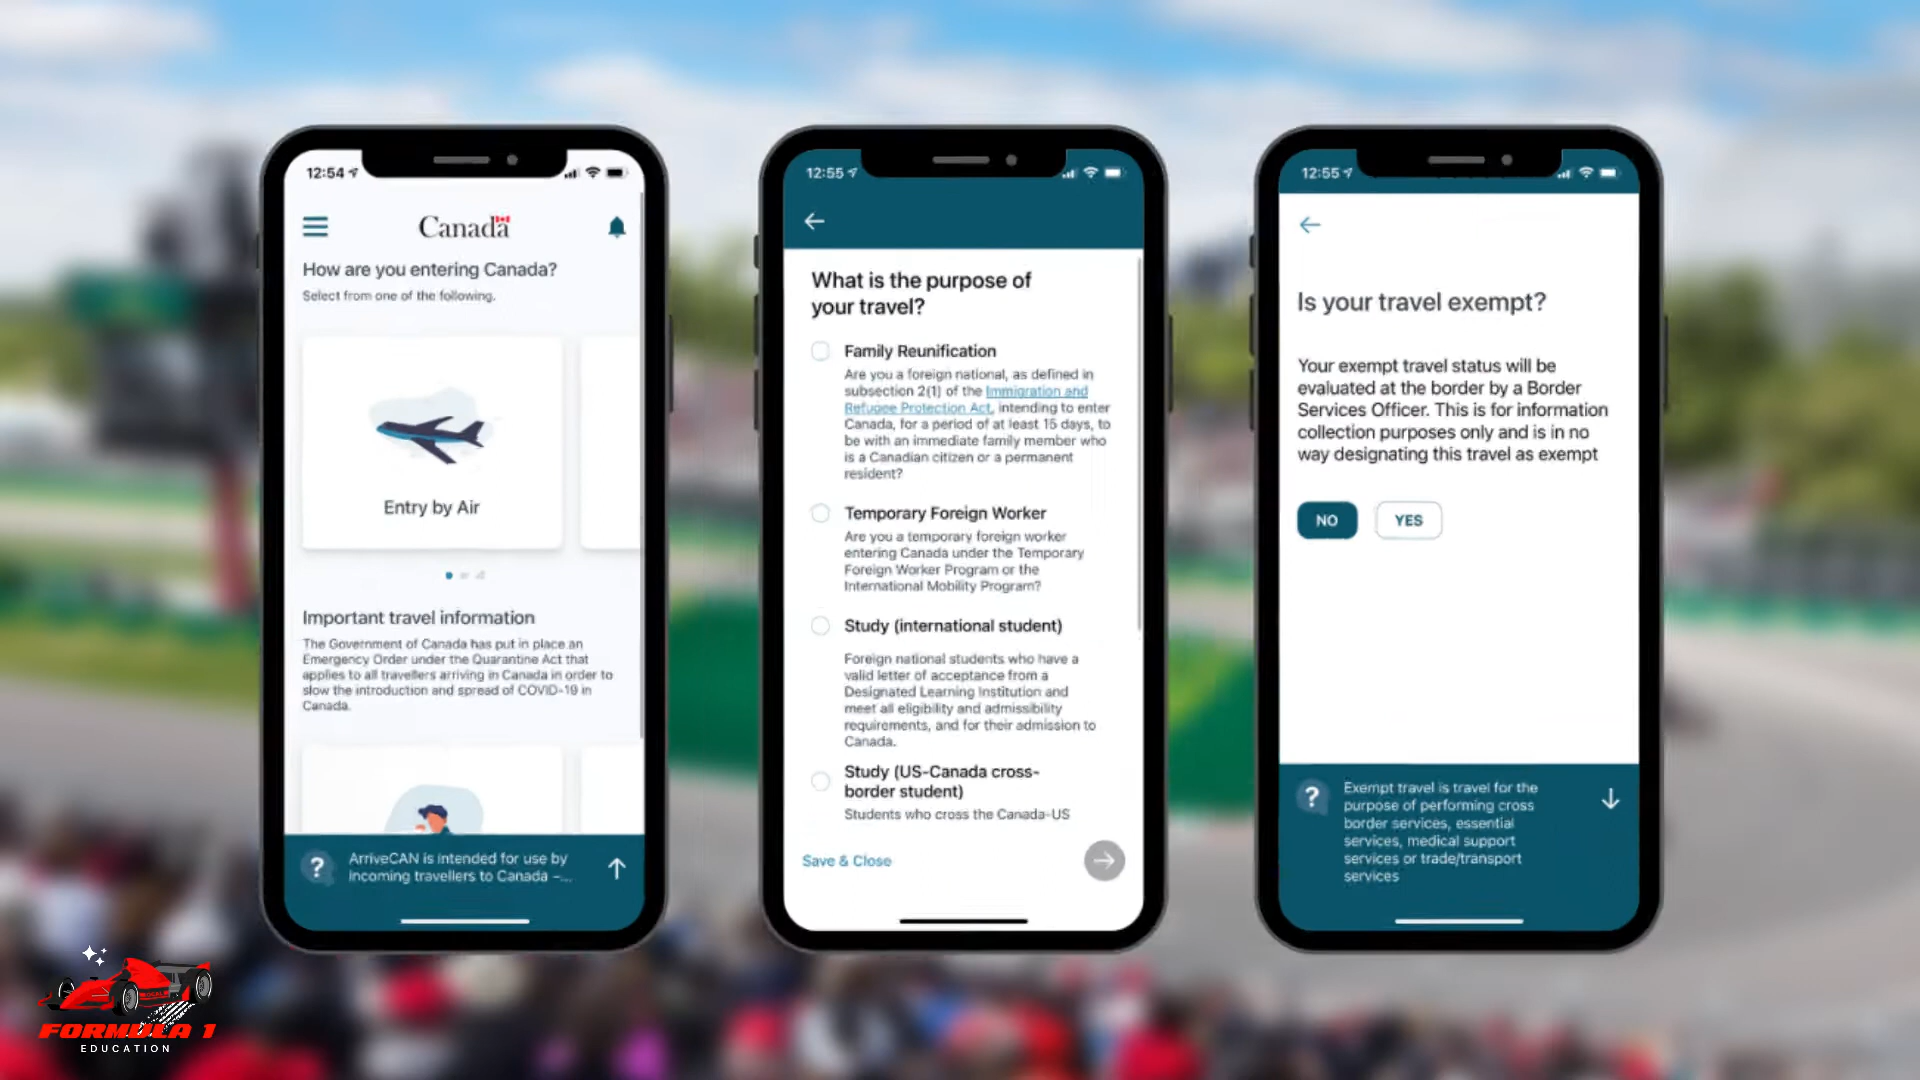 12:54
Canada
How are you entering Canada?
Select from one of the following.
Entry by Air
Important travel information
The Government of Canada has put in place an
Emergency Order under the Quarantine Act that
applies to all travellers arriving in Canada in order to
slow the introduction and spread of COVID-19 in
Canada.
?
ArriveCAN is intended for use by
incoming travellers to Canada –...
12:55
What is the purpose of
your travel?
Family Reunification
Are you a foreign national, as defined in
subsection 2(1) of the Immigration and
Refugee Protection Act, intending to enter
Canada, for a period of at least 15 days, to
be with an immediate family member who
is a Canadian citizen or a permanent
resident?
Temporary Foreign Worker
Are you a temporary foreign worker
entering Canada under the Temporary
Foreign Worker Program or the
International Mobility Program?
Study (international student)
Foreign national students who have a
valid letter of acceptance from a
Designated Learning Institution and
meet all eligibility and admissibility
requirements, and for their admission to
Canada.
Study (US-Canada cross-
border student)
Students who cross the Canada-US
Save & Close
12:55
Is your travel exempt?
Your exempt travel status will be
evaluated at the border by a Border
Services Officer. This is for information
collection purposes only and is in no
way designating this travel as exempt
NO
YES
?
Exempt travel is travel for the
purpose of performing cross
border services, essential
services, medical support
services or trade/transport
services
FORMULA 1
EDUCATION